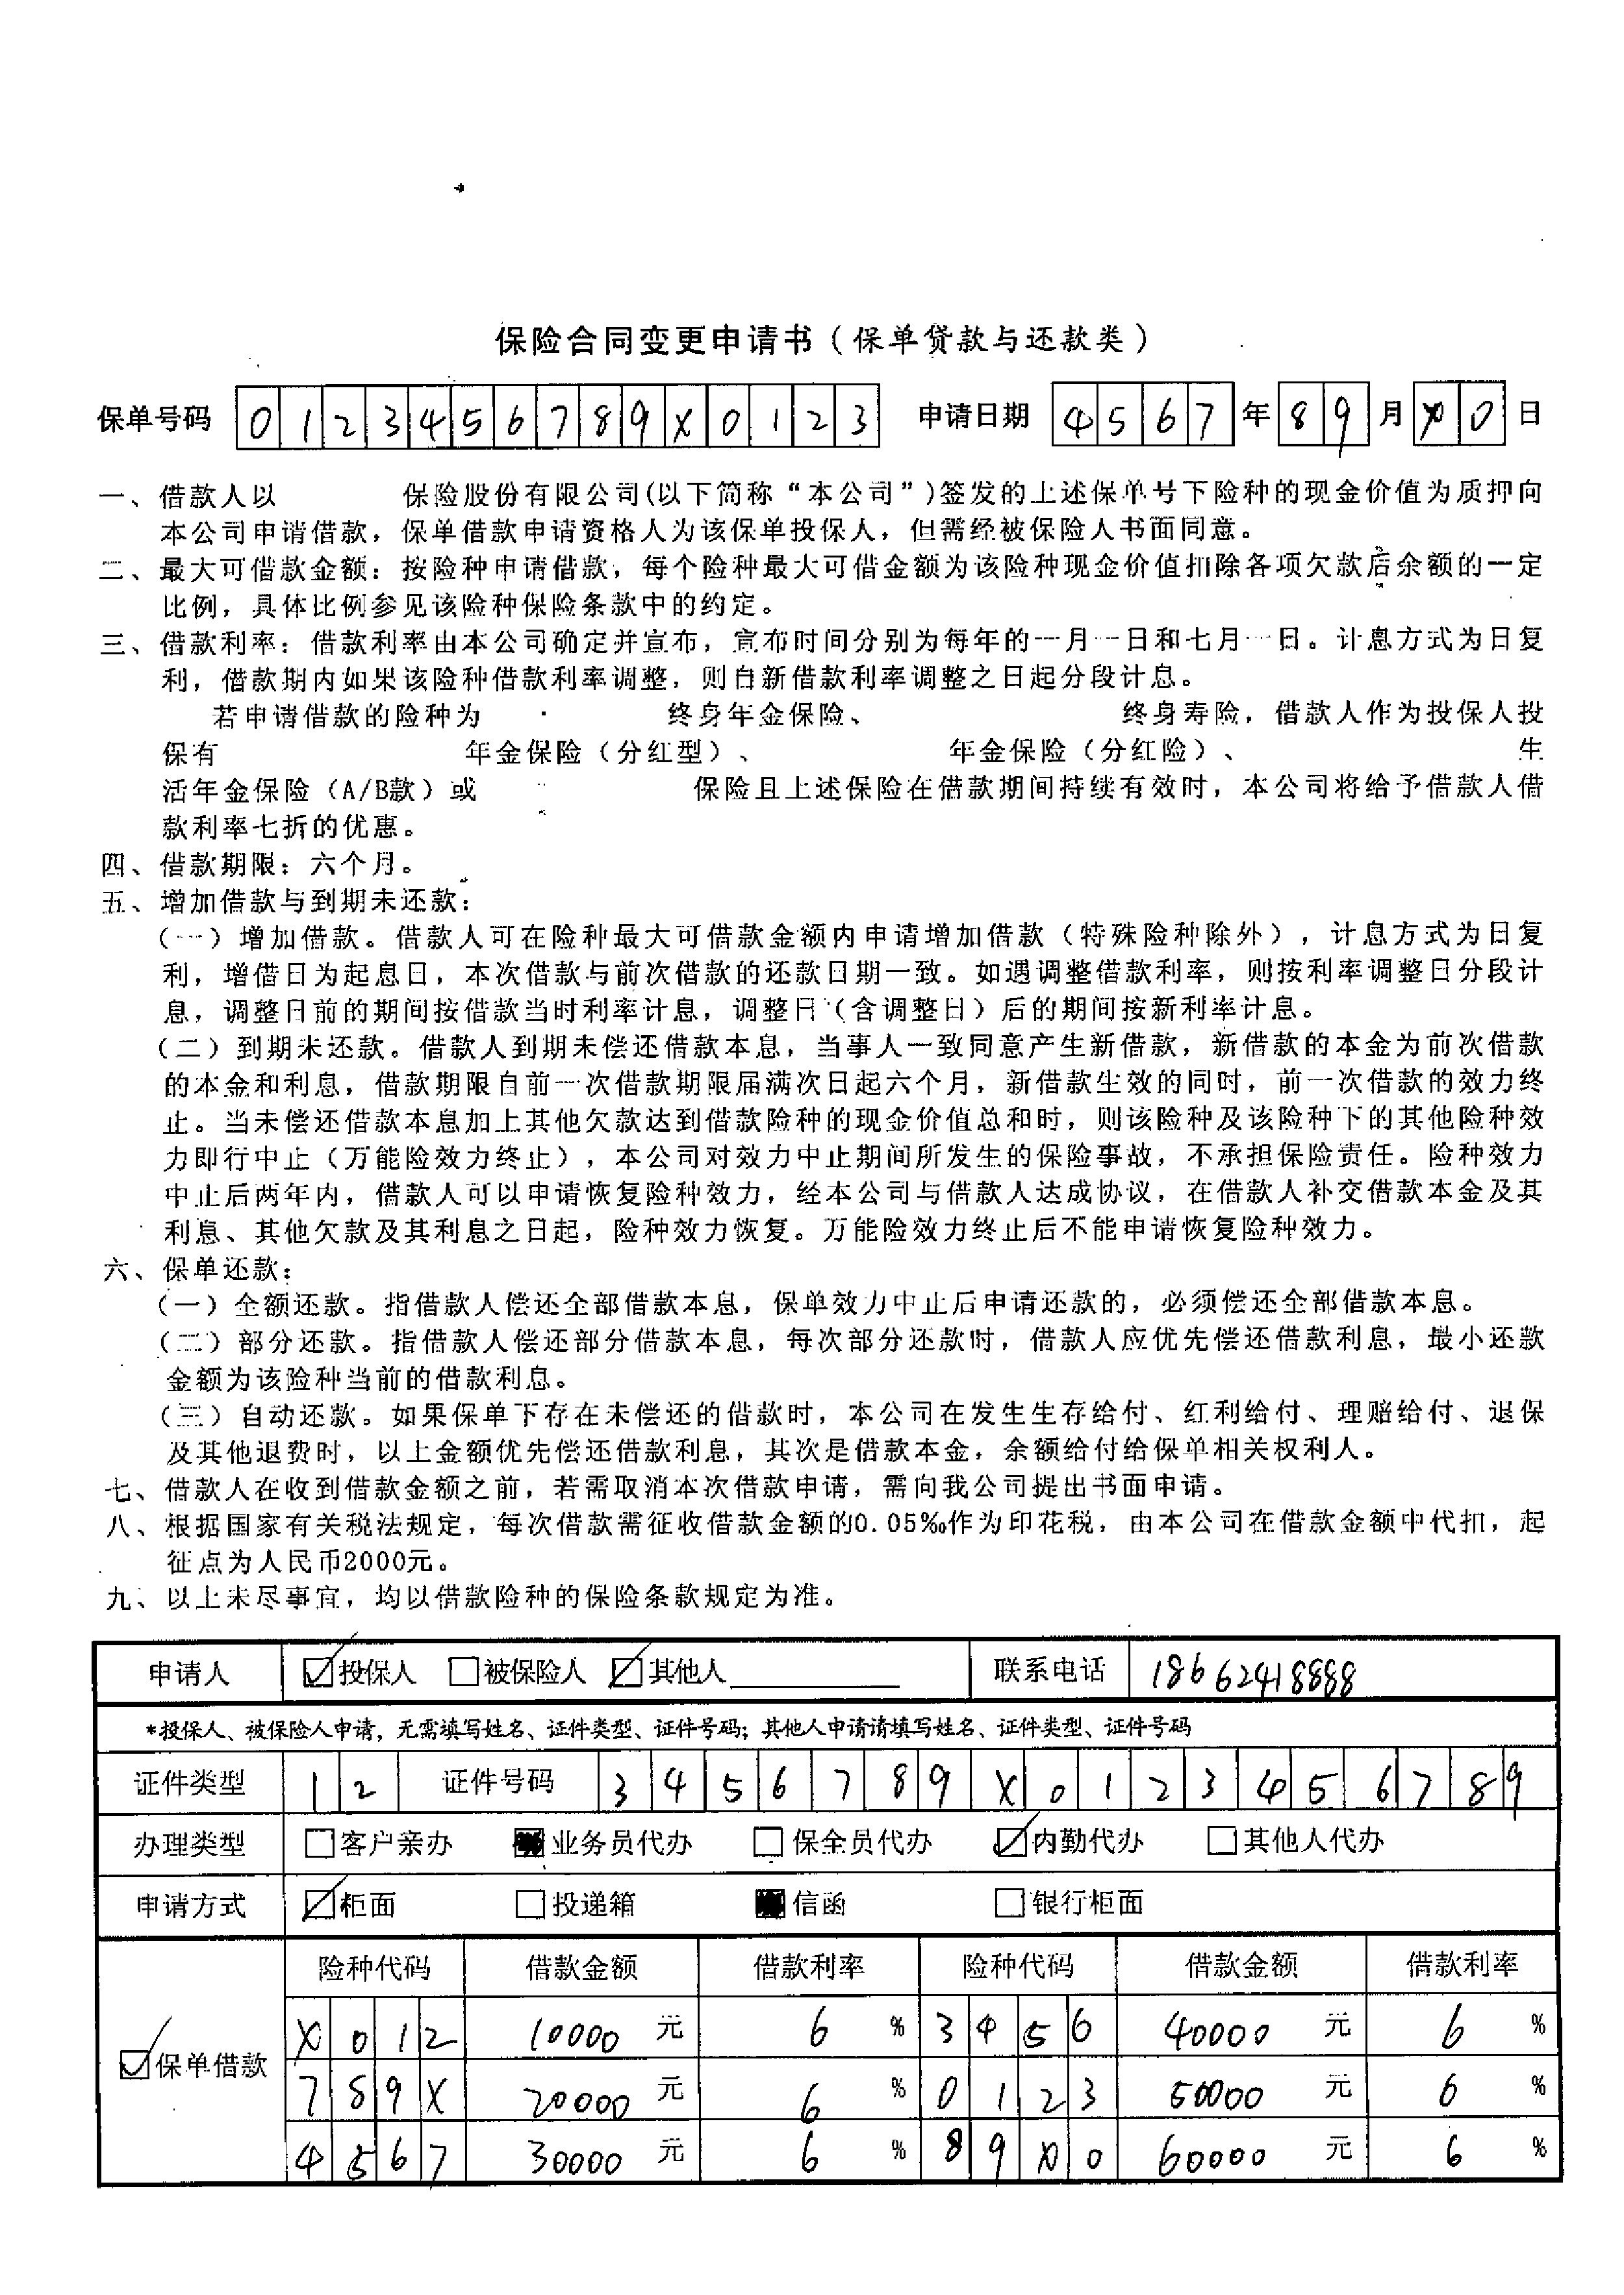 保险合同变更申请书（保单贷款与还款类）
保单号码 0 1 2 3 4 5 6 7 8 9 X 0 1 2 3 申请日期 4 5 6 7 年 8 9 月 X 0 日
一、借款人以 保险股份有限公司(以下简称“本公司”)签发的上述保单号下险种的现金价值为质押向
本公司申请借款，保单借款申请资格人为该保单投保人，但需经被保险人书面同意。
二、最大可借款金额：按险种申请借款，每个险种最大可借金额为该险种现金价值扣除各项欠款后余额的一定
比例，具体比例参见该险种保险条款中的约定。
三、借款利率：借款利率由本公司确定并宣布，宣布时间分别为每年的一月一日和七月一日。计息方式为日复
利，借款期内如果该险种借款利率调整，则自新借款利率调整之日起分段计息。
若申请借款的险种为 终身年金保险、 终身寿险，借款人作为投保人投
保有 年金保险（分红型）、 年金保险（分红险）、 生
活年金保险（A/B款）或 保险且上述保险在借款期间持续有效时，本公司将给予借款人借
款利率七折的优惠。
四、借款期限：六个月。
五、增加借款与到期未还款：
（一）增加借款。借款人可在险种最大可借款金额内申请增加借款（特殊险种除外），计息方式为日复
利，增借日为起息日，本次借款与前次借款的还款日期一致。如遇调整借款利率，则按利率调整日分段计
息，调整日前的期间按借款当时利率计息，调整日（含调整日）后的期间按新利率计息。
（二）到期未还款。借款人到期未偿还借款本息，当事人一致同意产生新借款，新借款的本金为前次借款
的本金和利息，借款期限自前一次借款期限届满次日起六个月，新借款生效的同时，前一次借款的效力终
止。当未偿还借款本息加上其他欠款达到借款险种的现金价值总和时，则该险种及该险种下的其他险种效
力即行中止（万能险效力终止），本公司对效力中止期间所发生的保险事故，不承担保险责任。险种效力
中止后两年内，借款人可以申请恢复险种效力，经本公司与借款人达成协议，在借款人补交借款本金及其
利息、其他欠款及其利息之日起，险种效力恢复。万能险效力终止后不能申请恢复险种效力。
六、保单还款：
（一）全额还款。指借款人偿还全部借款本息，保单效力中止后申请还款的，必须偿还全部借款本息。
（二）部分还款。指借款人偿还部分借款本息，每次部分还款时，借款人应优先偿还借款利息，最小还款
金额为该险种当前的借款利息。
（三）自动还款。如果保单下存在未偿还的借款时，本公司在发生生存给付、红利给付、理赔给付、退保
及其他退费时，以上金额优先偿还借款利息，其次是借款本金，余额给付给保单相关权利人。
七、借款人在收到借款金额之前，若需取消本次借款申请，需向我公司提出书面申请。
八、根据国家有关税法规定，每次借款需征收借款金额的0.05‰作为印花税，由本公司在借款金额中代扣，起
征点为人民币2000元。
九、以上未尽事宜，均以借款险种的保险条款规定为准。
申请人 投保人 被保险人 其他人 联系电话 18662418888
*投保人、被保险人申请，无需填写姓名、证件类型、证件号码；其他人申请请填写姓名、证件类型、证件号码
证件类型 1 2 证件号码 3 4 5 6 7 8 9 X 0 1 2 3 4 5 6 7 8 9
办理类型 客户亲办 业务员代办 保全员代办 内勤代办 其他人代办
申请方式 柜面 投递箱 信函 银行柜面
险种代码 借款金额 借款利率 险种代码 借款金额 借款利率
X 0 1 2 10000 元 6 % 3 4 5 6 40000 元 6 %
保单借款
7 8 9 X 20000 元 6 % 0 1 2 3 50000 元 6 %
4 5 6 7 30000 元 6 % 8 9 X 0 60000 元 6 %